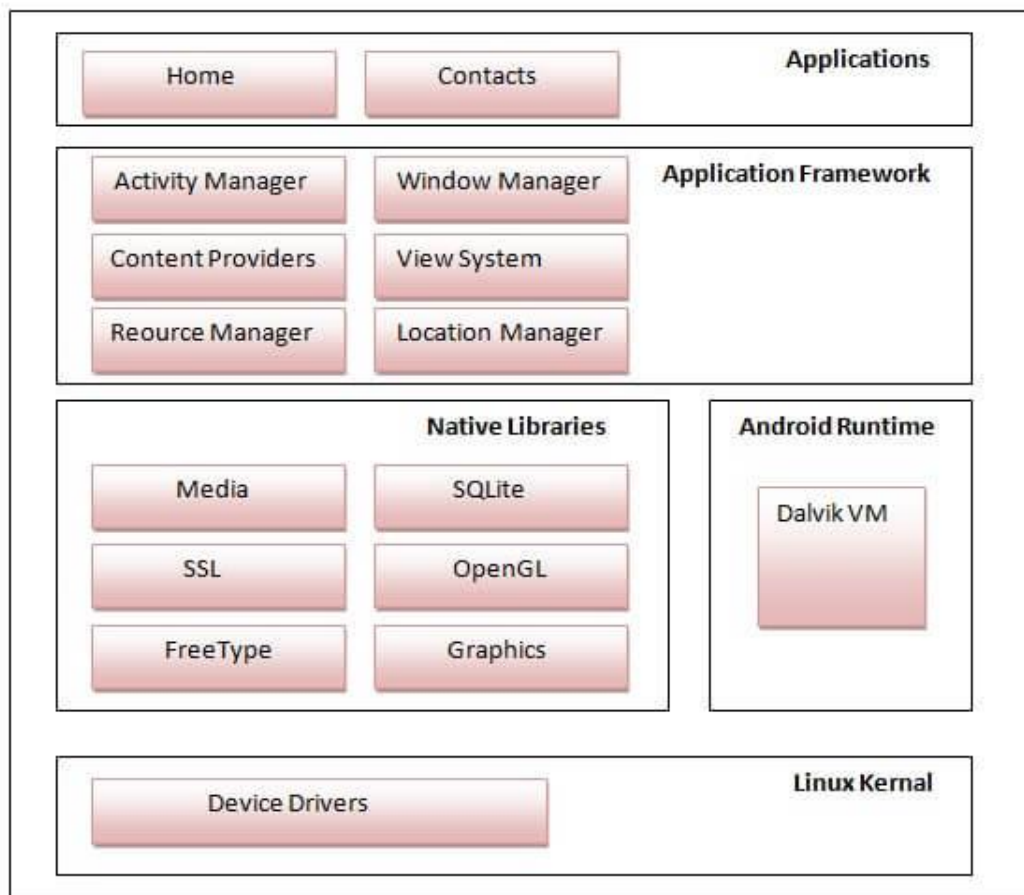 Applications
Home
Contacts
Application Framework
Activity Manager
Window Manager
Content Providers
View System
Reource Manager
Location Manager
Native Libraries
Media
SQLite
SSL
OpenGL
FreeType
Graphics
Android Runtime
Dalvik VM
Linux Kernal
Device Drivers